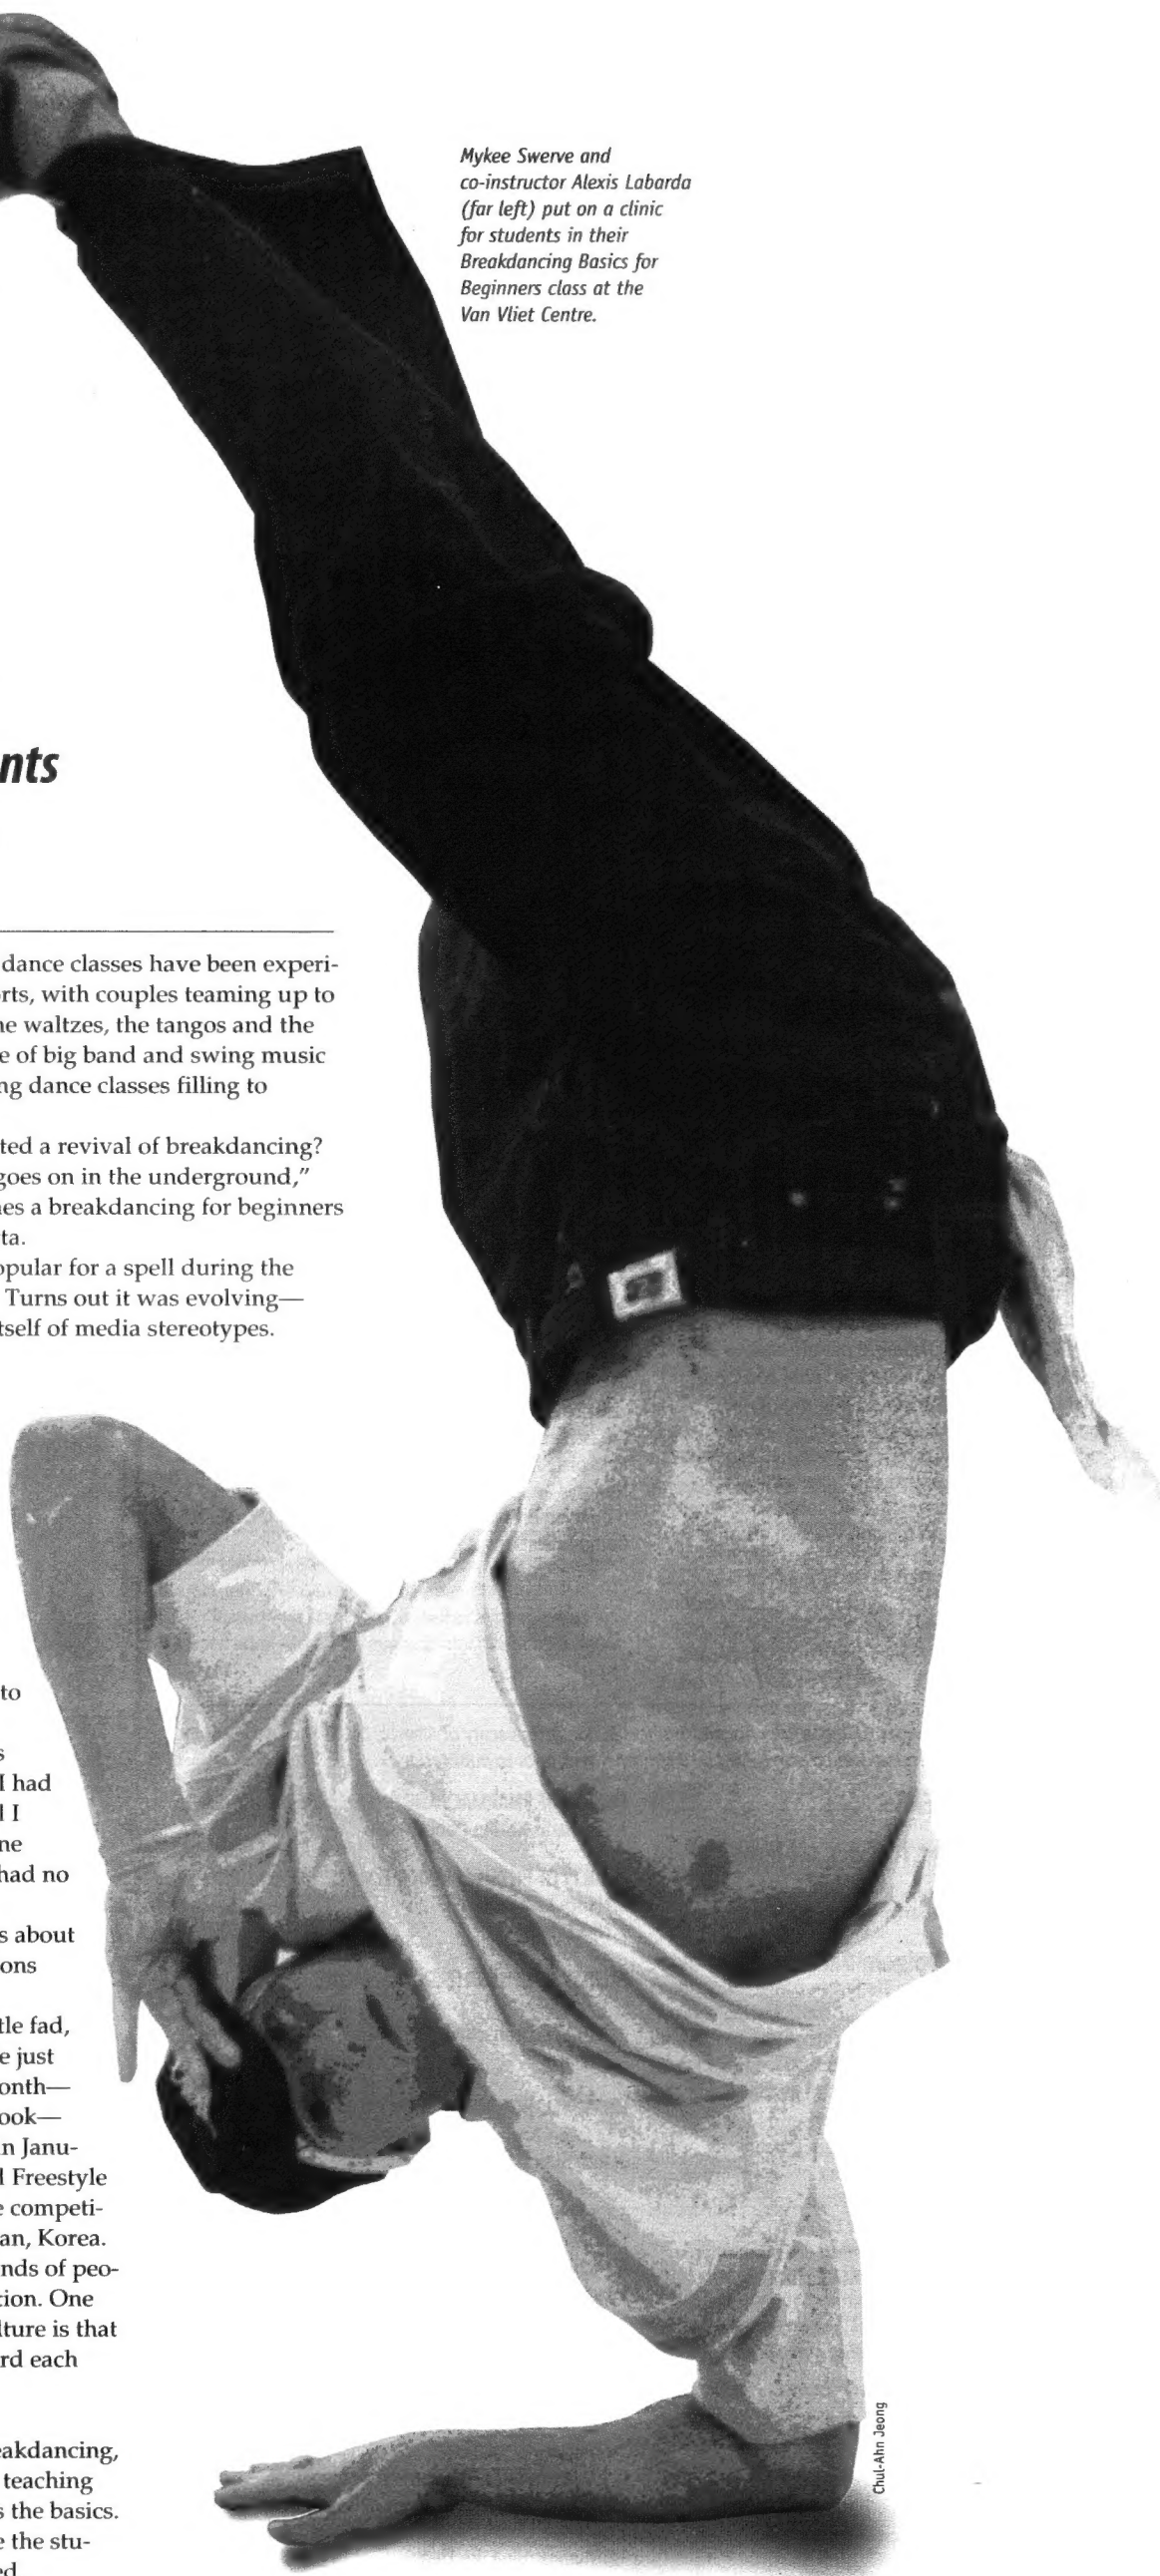 Mykee Swerve and
co-instructor Alexis Labarda
(far left) put on a clinic
for students in their
Breakdancing Basics for
Beginners class at the
Van Vliet Centre.
nts
dance classes have been experi-
rts, with couples teaming up to
ne waltzes, the tangos and the
e of big band and swing music
ng dance classes filling to
ted a revival of breakdancing?
goes on in the underground,”
nes a breakdancing for beginners
ta.
opular for a spell during the
Turns out it was evolving—
tself of media stereotypes.
to
s
I had
l I
ne
had no
s about
ons
tle fad,
e just
onth—
ook—
n Janu-
l Freestyle
e competi-
an, Korea.
nds of peo-
tion. One
lture is that
rd each
eakdancing,
teaching
s the basics.
e the stu-
ed
Chul-Ahn Jeong